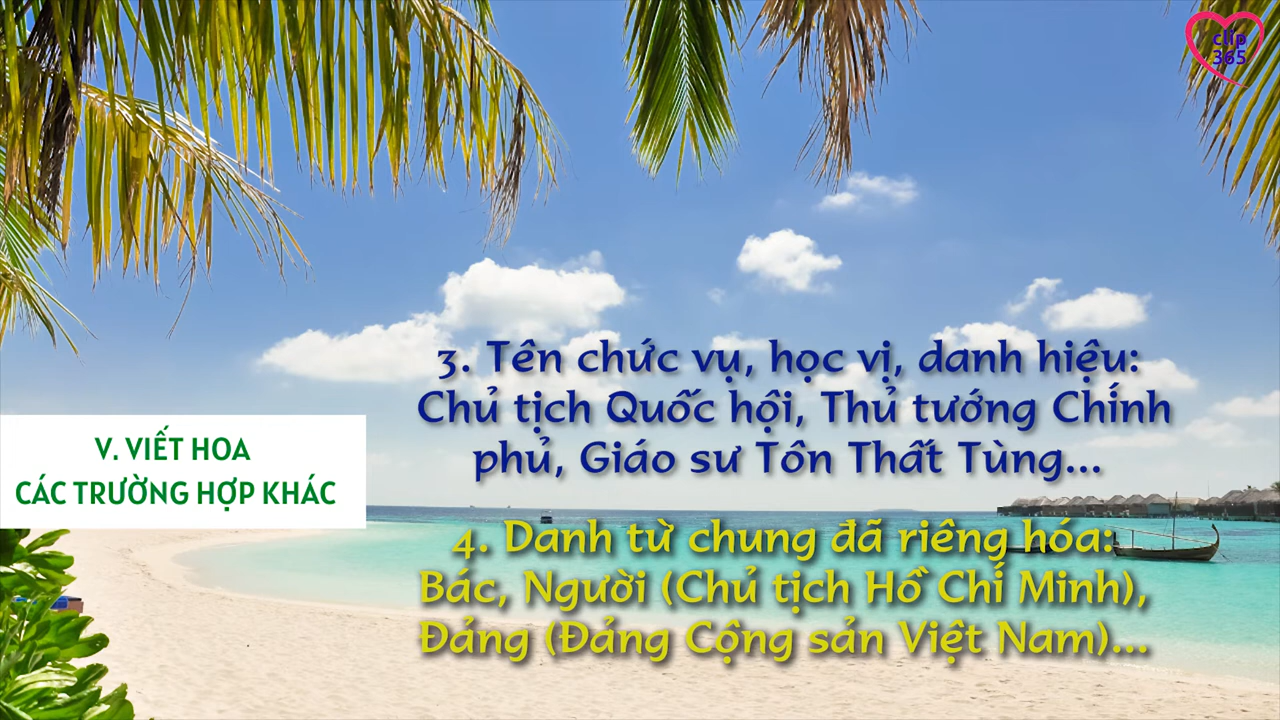 clip
365
3. Tên chức vụ, học vị, danh hiệu:
Chủ tịch Quốc hội, Thủ tướng Chính
phủ, Giáo sư Tôn Thất Tùng...
V. VIẾT HOA
CÁC TRƯỜNG HỢP KHÁC
4. Danh từ chung đã riêng hóa:
Bác, Người (Chủ tịch Hồ Chí Minh),
Đảng (Đảng Cộng sản Việt Nam)...